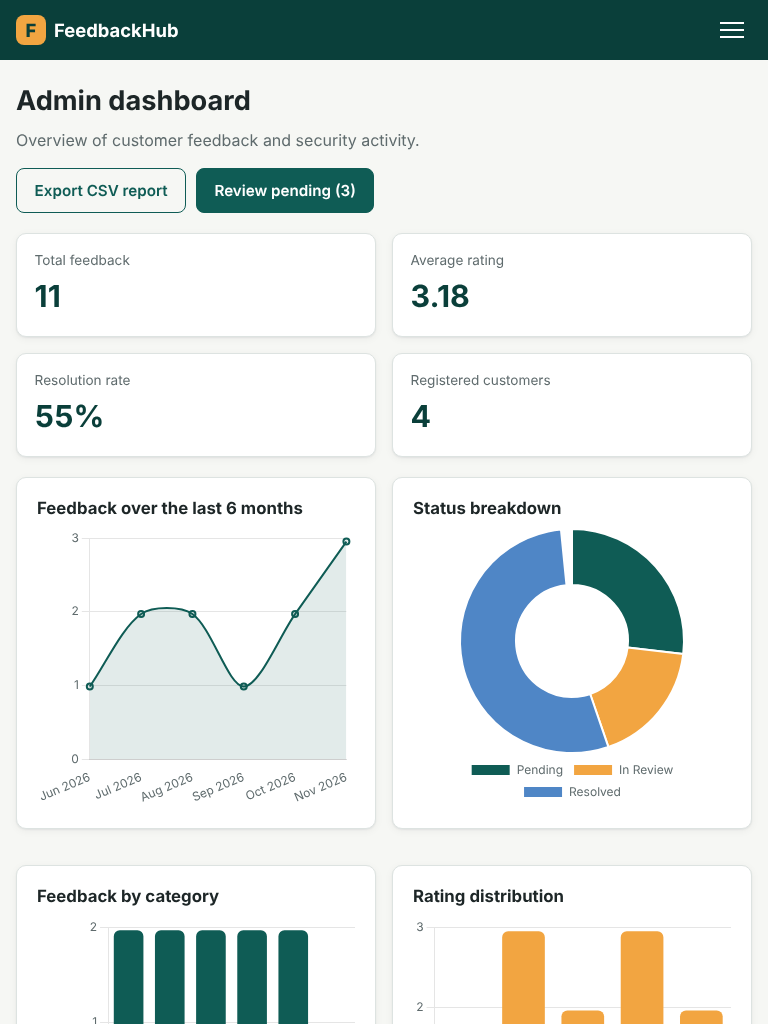 F FeedbackHub
Admin dashboard
Overview of customer feedback and security activity.
Export CSV report
Review pending (3)
Total feedback
11
Average rating
3.18
Resolution rate
55%
Registered customers
4
Feedback over the last 6 months
3
2
1
0
Jun 2026 Jul 2026 Aug 2026 Sep 2026 Oct 2026 Nov 2026
Status breakdown
Pending In Review
Resolved
Feedback by category
2
1
Rating distribution
3
2